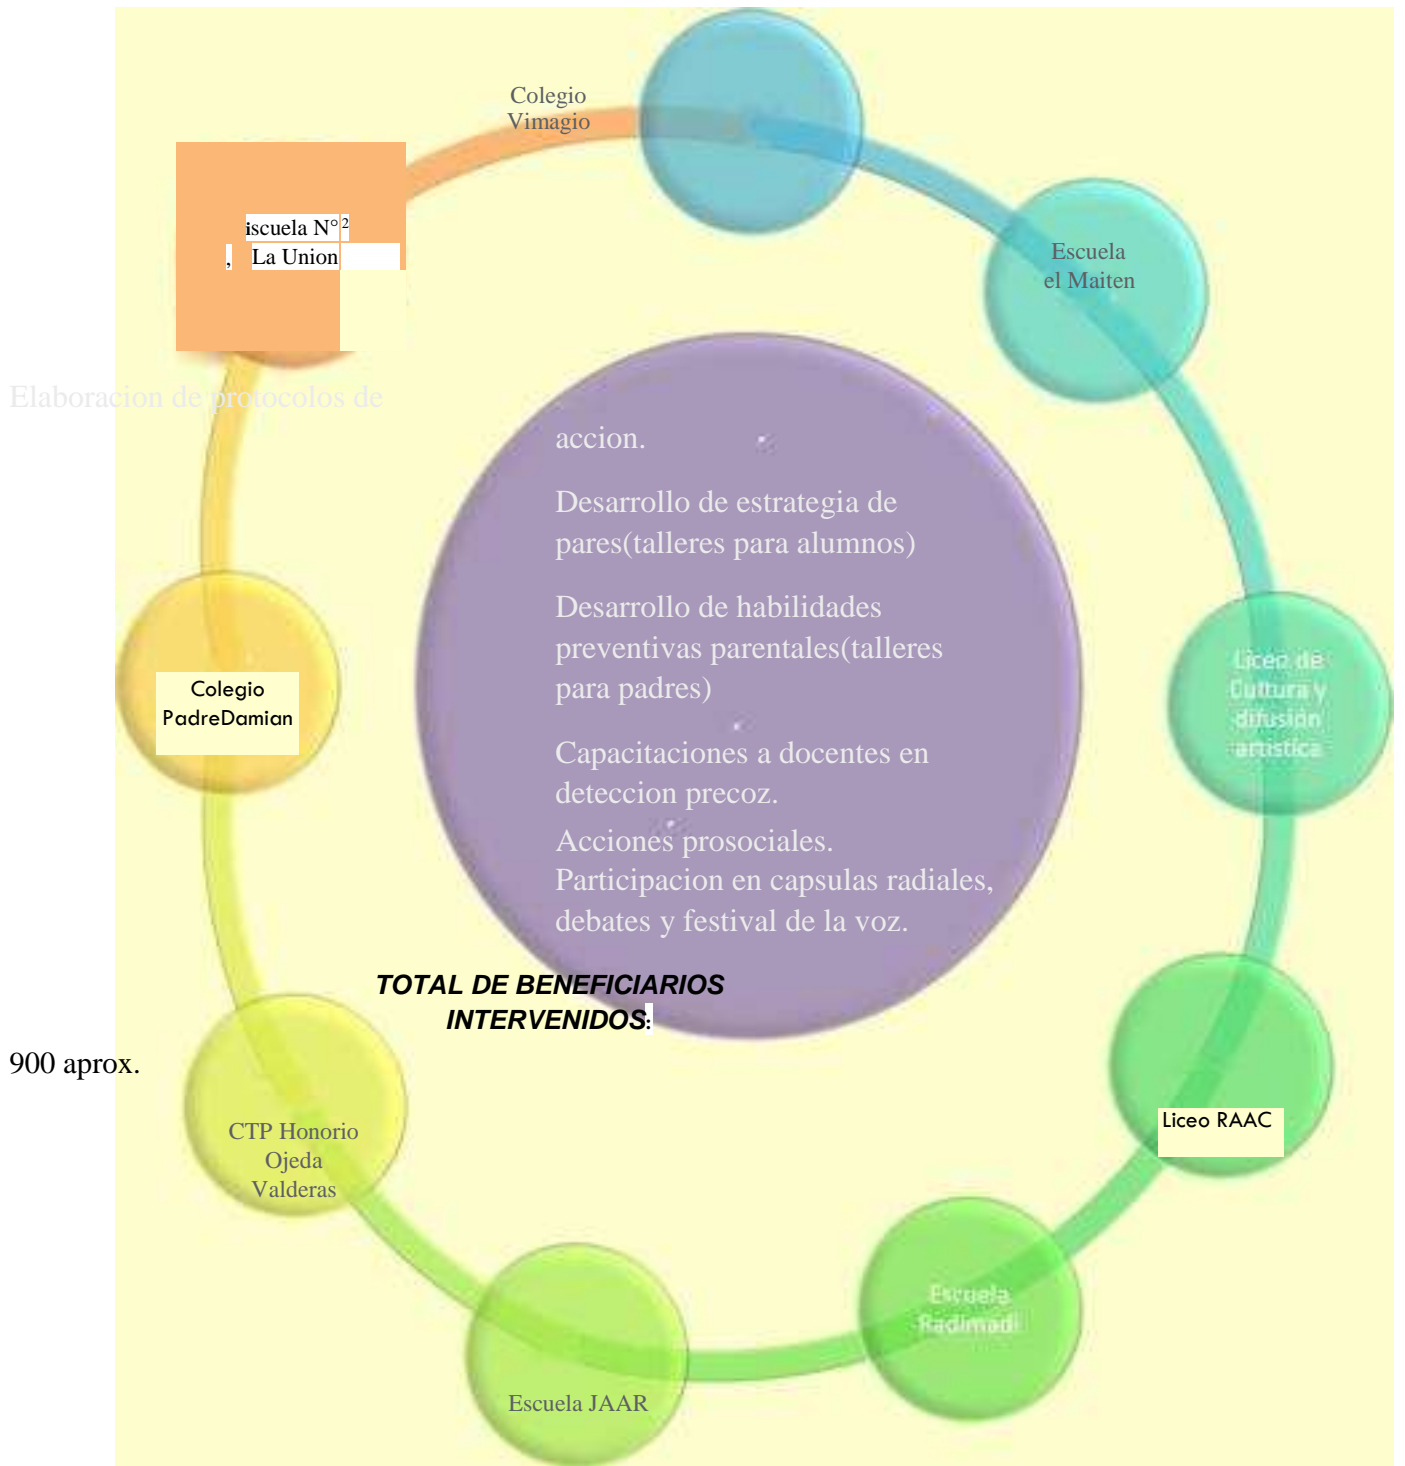 Colegio
Vimagio
iscuela N° 2
, La Union
Escuela
el Maiten
Elaboracion de protocolos de
accion.
Desarrollo de estrategia de
pares(talleres para alumnos)
Desarrollo de habilidades
preventivas parentales(talleres
para padres)
Capacitaciones a docentes en
deteccion precoz.
Acciones prosociales.
Participacion en capsulas radiales,
debates y festival de la voz.
Liceo de
Cultura y
difusión
artistica
Colegio
PadreDamian
TOTAL DE BENEFICIARIOS
INTERVENIDOS:
900 aprox.
CTP Honorio
Ojeda
Valderas
Liceo RAAC
Escuela
Radimadi
Escuela JAAR